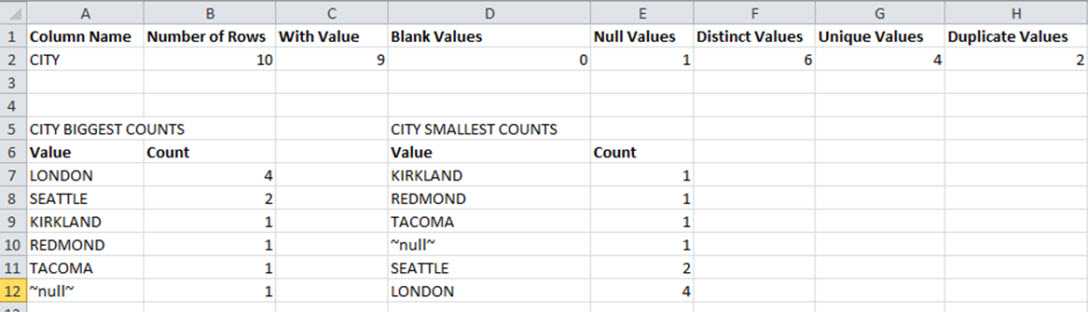 A B C D E F G H
1 Column Name Number of Rows With Value Blank Values Null Values Distinct Values Unique Values Duplicate Values
2 CITY 10 9 0 1 6 4 2
3
4
5 CITY BIGGEST COUNTS CITY SMALLEST COUNTS
6 Value Count Value Count
7 LONDON 4 KIRKLAND 1
8 SEATTLE 2 REDMOND 1
9 KIRKLAND 1 TACOMA 1
10 REDMOND 1 ~null~ 1
11 TACOMA 1 SEATTLE 2
12 ~null~ 1 LONDON 4